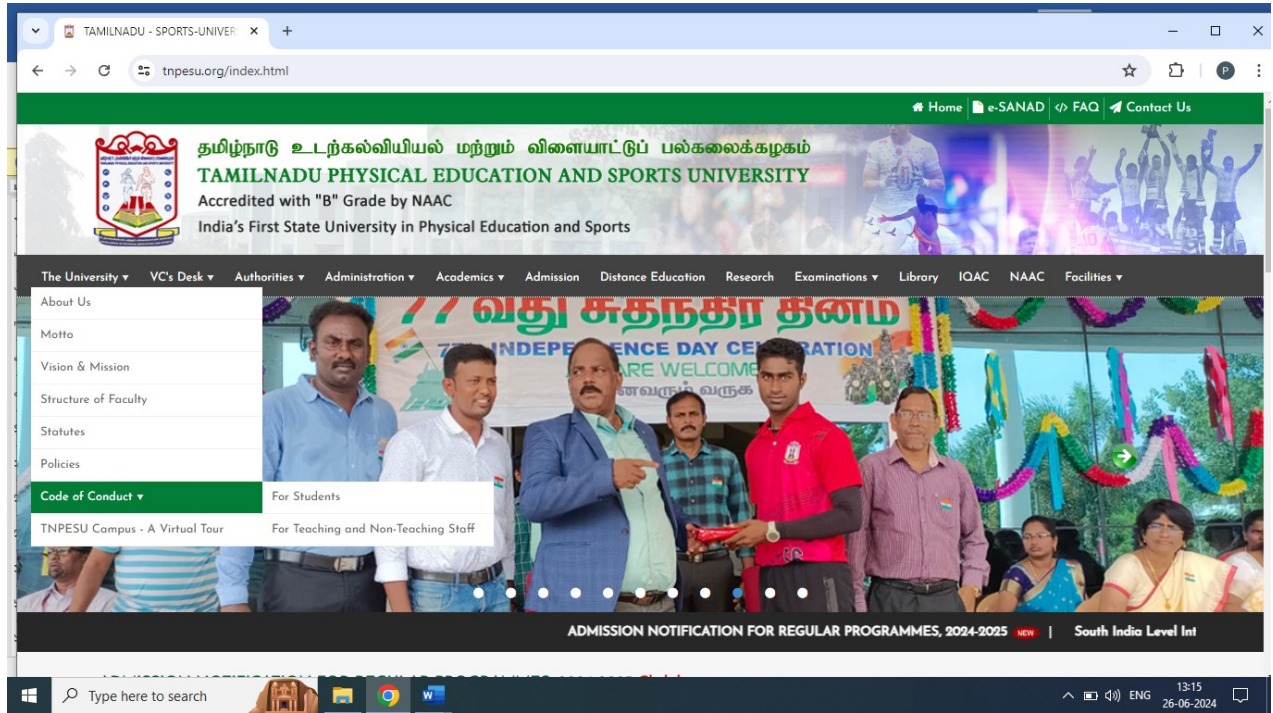 TAMILNADU - SPORTS-UNIVER
tnpesu.org/index.html
P
Home e-SANAD </> FAQ Contact Us
தமிழ்நாடு உடற்கல்வியியல் மற்றும் விளையாட்டுப் பல்கலைக்கழகம்
TAMILNADU PHYSICAL EDUCATION AND SPORTS UNIVERSITY
Accredited with "B" Grade by NAAC
India's First State University in Physical Education and Sports
The University VC's Desk Authorities Administration Academics Admission Distance Education Research Examinations Library IQAC NAAC Facilities
About Us
Motto
Vision & Mission
Structure of Faculty
Statutes
Policies
Code of Conduct
For Students
TNPESU Campus - A Virtual Tour
For Teaching and Non-Teaching Staff
77 வது சுதந்திர தினம்
ADMISSION NOTIFICATION FOR REGULAR PROGRAMMES, 2024-2025 NEW | South India Level Int
Type here to search
W
ENG
13:15
26-06-2024